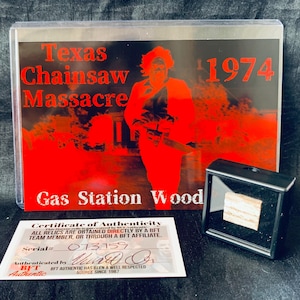 Texas
Chainsaw
Massacre
1974
Gas Station Wood
Certificate of Authenticity
ALL RELICS ARE OBTAINED DIRECTLY BY A BFT
TEAM MEMBER, OR THROUGH A BFT AFFILIATE.
Serial#
Authenticated by
BFT
Authentic